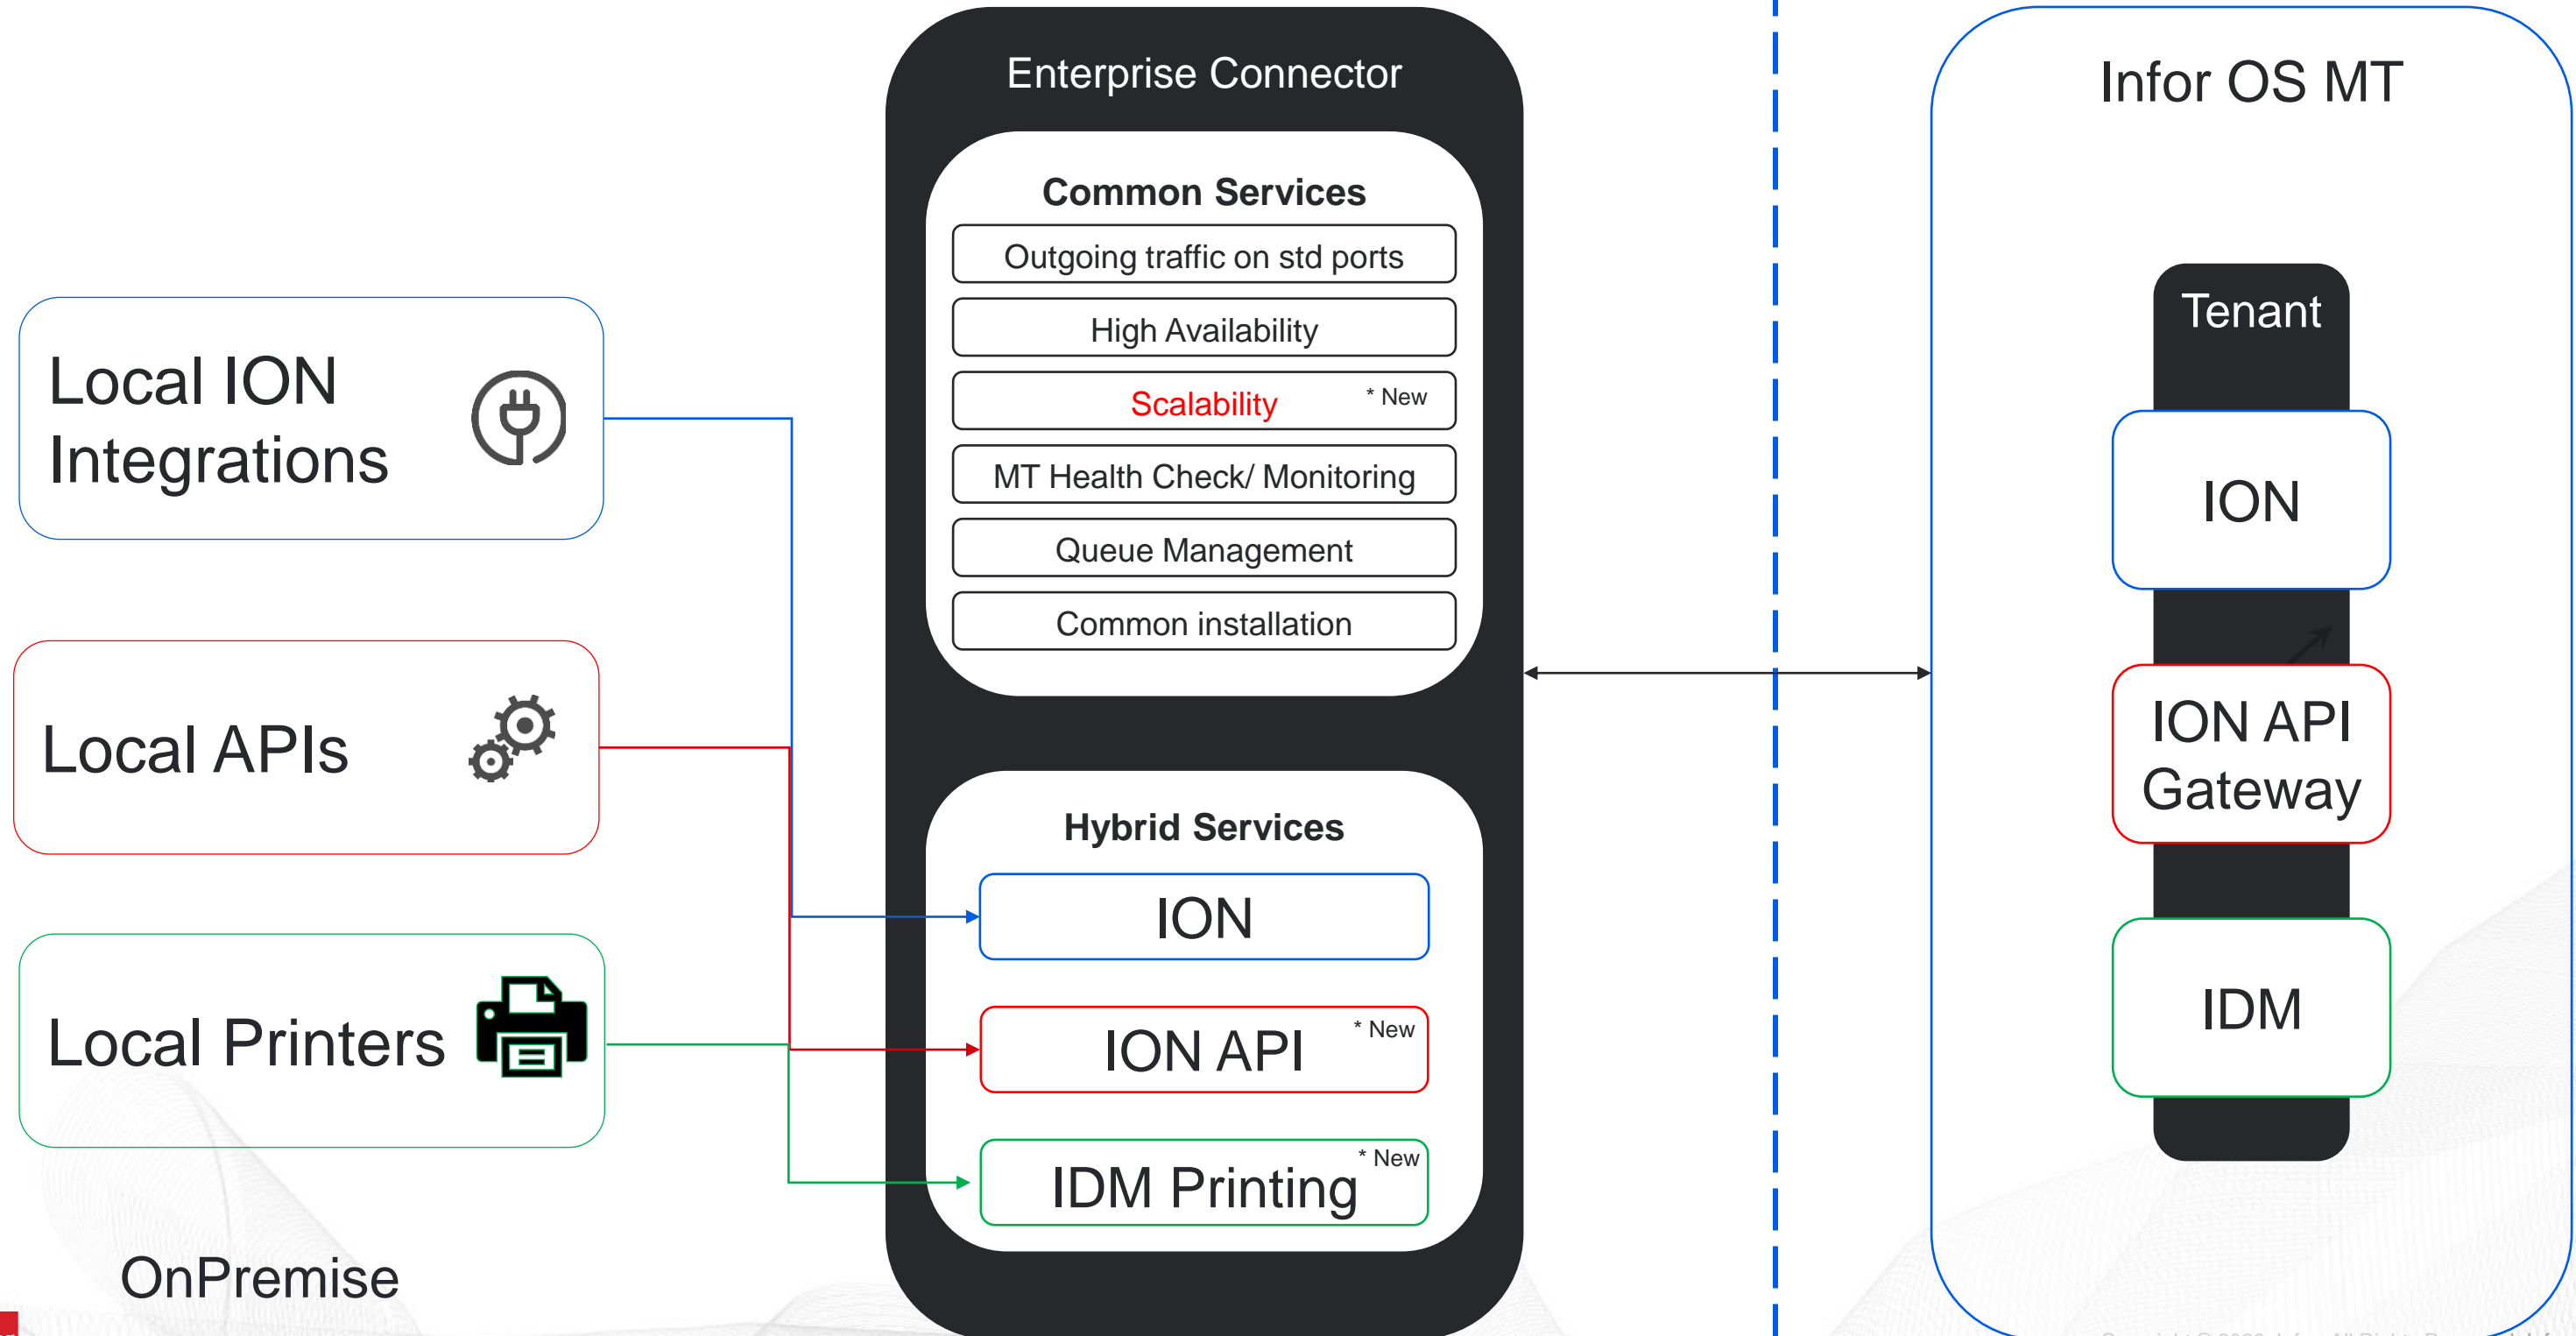 Enterprise Connector
Common Services
Outgoing traffic on std ports
High Availability
Scalability * New
MT Health Check/ Monitoring
Queue Management
Common installation
Hybrid Services
ION
ION API * New
IDM Printing * New
Local ION
Integrations
Local APIs
Local Printers
OnPremise
Infor OS MT
Tenant
ION
ION API
Gateway
IDM